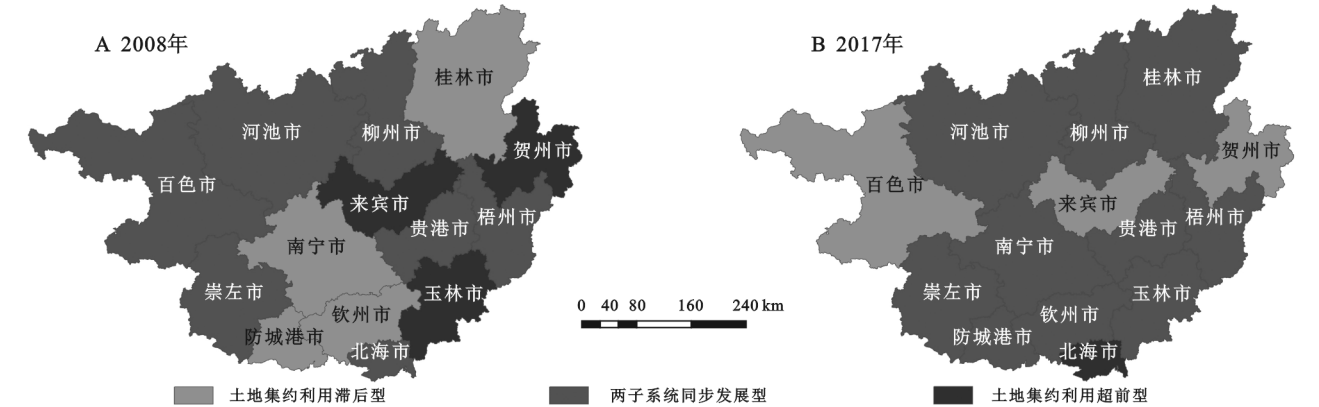 A 2008年
桂林市
河池市
柳州市
贺州市
百色市
来宾市
梧州市
贵港市
南宁市
崇左市
玉林市
钦州市
防城港市
北海市
B 2017年
桂林市
河池市
柳州市
贺州市
百色市
来宾市
梧州市
贵港市
南宁市
崇左市
玉林市
钦州市
防城港市
北海市
0 40 80 160 240 km
土地集约利用滞后型
两子系统同步发展型
土地集约利用超前型